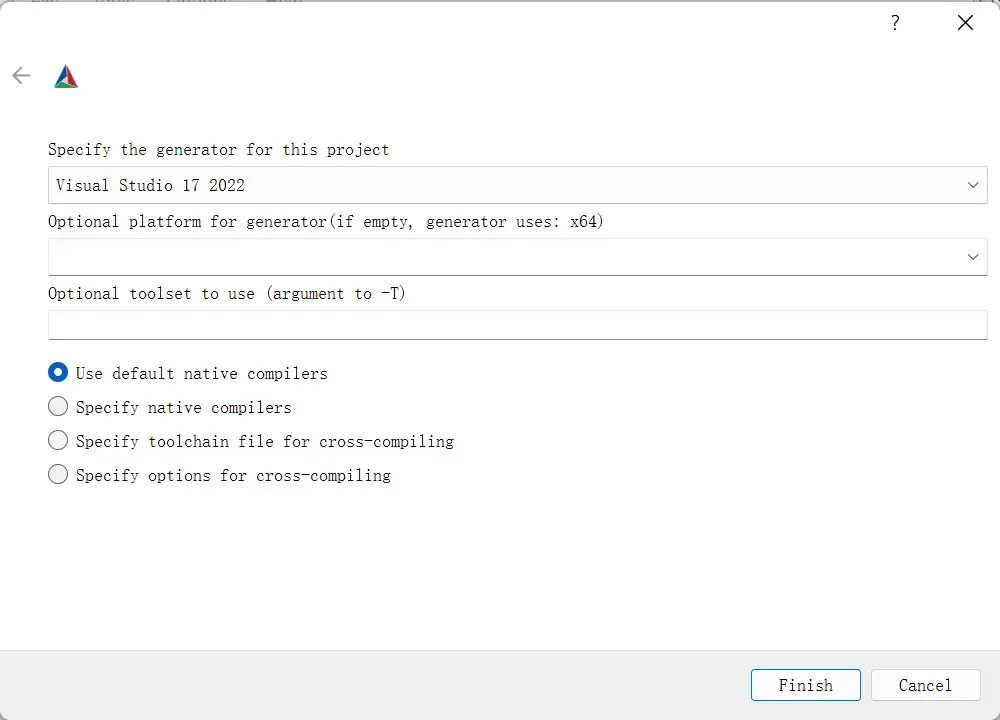 ?
Specify the generator for this project
Visual Studio 17 2022
Optional platform for generator(if empty, generator uses: x64)
Optional toolset to use (argument to -T)
Use default native compilers
Specify native compilers
Specify toolchain file for cross-compiling
Specify options for cross-compiling
Finish
Cancel